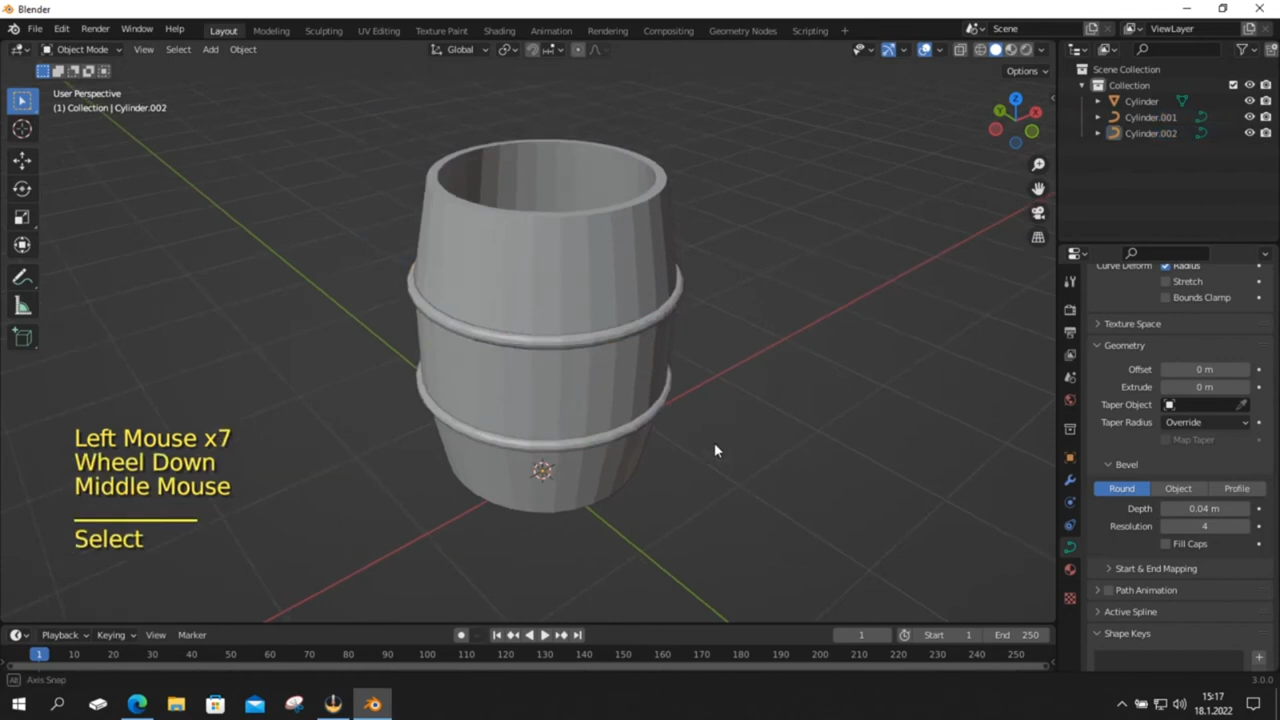 Blender
File Edit Render Window Help
Layout Modeling Sculpting UV Editing Texture Paint Shading Animation Rendering Compositing Geometry Nodes Scripting +
Scene
ViewLayer
Object Mode View Select Add Object
Global
Options
User Perspective
(1) Collection | Cylinder.002
Z
X
Y
Scene Collection
Collection
Cylinder
Cylinder.001
Cylinder.002
Curve Deform Radius
Stretch
Bounds Clamp
Texture Space
Geometry
Offset 0 m
Extrude 0 m
Taper Object
Taper Radius Override
Map Taper
Bevel
Round Object Profile
Depth 0.04 m
Resolution 4
Fill Caps
Start & End Mapping
Path Animation
Active Spline
Shape Keys
Left Mouse x7
Wheel Down
Middle Mouse
Select
Playback Keying View Marker
1 Start 1 End 250
1 10 20 30 40 50 60 70 80 90 100 110 120 130 140 150 160 170 180 190 200 210 220 230 240 250
Alt Axis Snap
3.0.0
15:17
18.1.2022